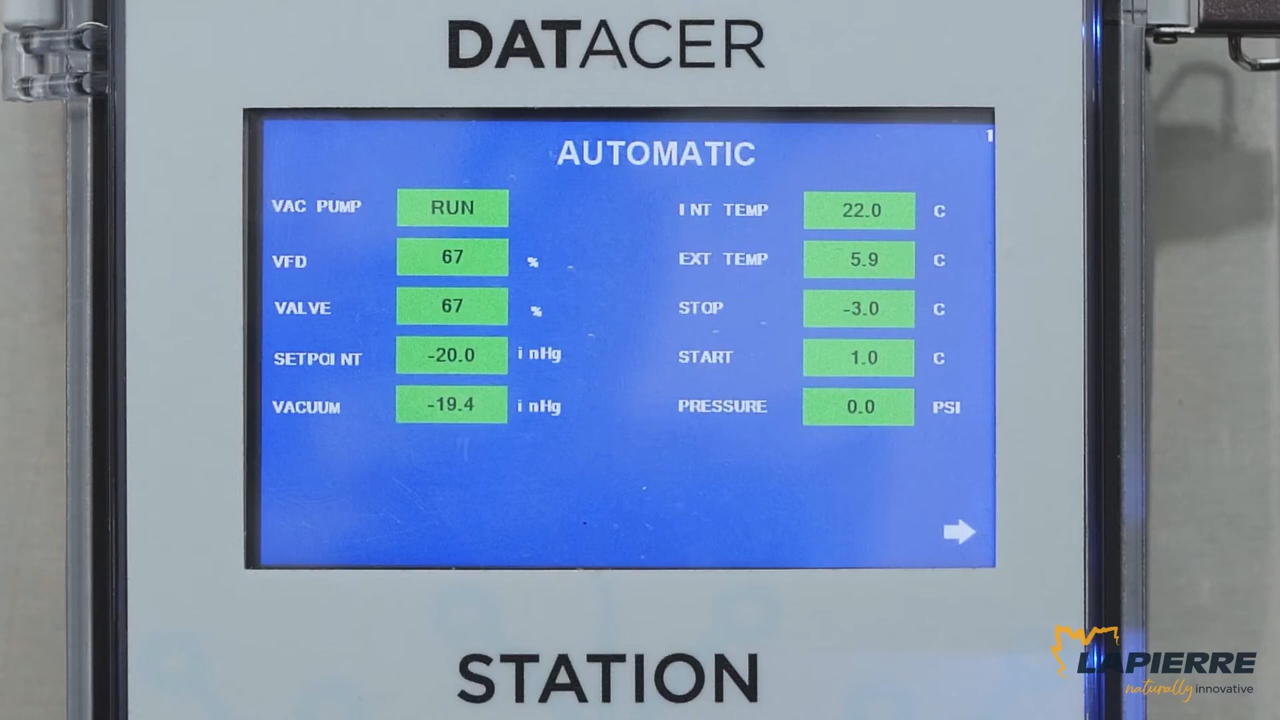 DATACER
1
AUTOMATIC
VAC PUMP RUN
VFD 67 %
VALVE 67 %
SETPOINT -20.0 inHg
VACUUM -19.4 inHg
INT TEMP 22.0 C
EXT TEMP 5.9 C
STOP -3.0 C
START 1.0 C
PRESSURE 0.0 PSI
STATION
LAPIERRE
naturally innovative